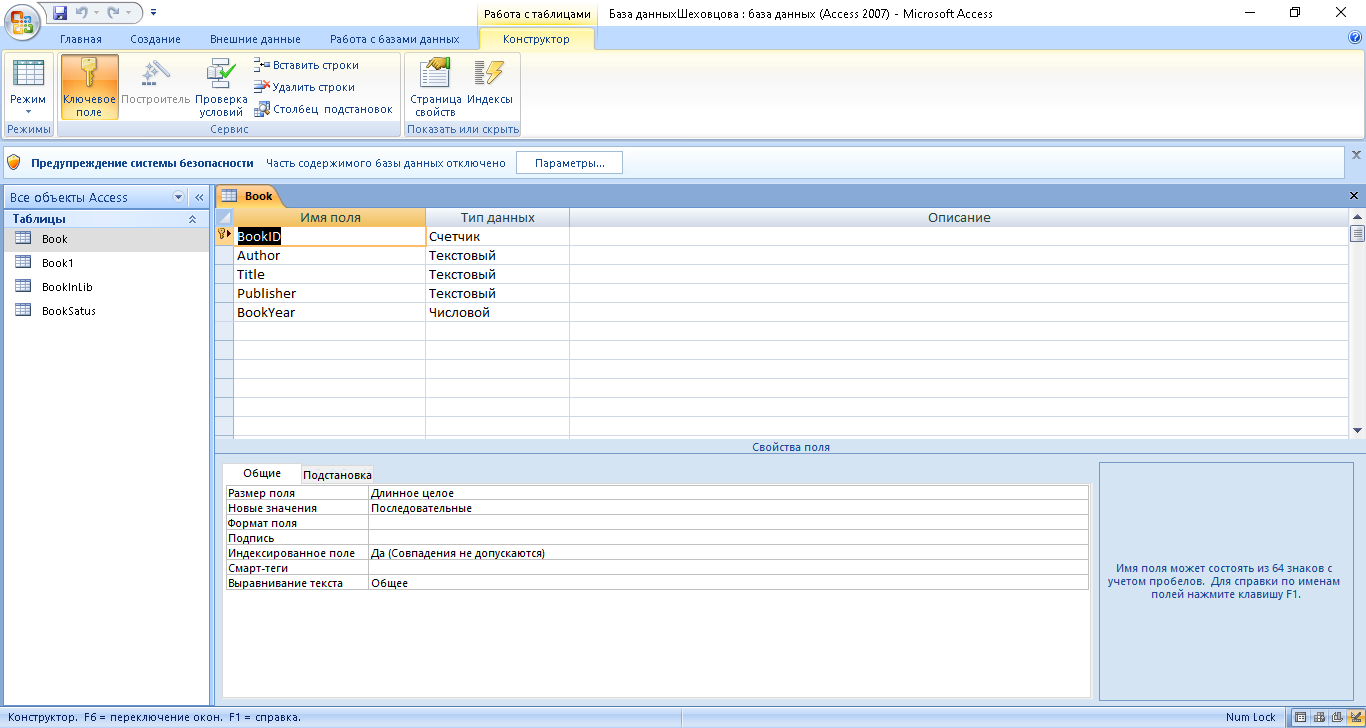 Работа с таблицами
База данныхШеховцова : база данных (Access 2007) - Microsoft Access
Главная
Создание
Внешние данные
Работа с базами данных
Конструктор
Режим
Ключевое поле
Построитель
Проверка условий
Вставить строки
Удалить строки
Столбец подстановок
Страница свойств
Индексы
Режимы
Сервис
Показать или скрыть
Предупреждение системы безопасности
Часть содержимого базы данных отключено
Параметры...
Все объекты Access
Таблицы
Book
Book1
BookInLib
BookSatus
Book
Имя поля
Тип данных
Описание
BookID
Счетчик
Author
Текстовый
Title
Текстовый
Publisher
Текстовый
BookYear
Числовой
Свойства поля
Общие
Подстановка
Размер поля
Длинное целое
Новые значения
Последовательные
Формат поля
Подпись
Индексированное поле
Да (Совпадения не допускаются)
Смарт-теги
Выравнивание текста
Общее
Имя поля может состоять из 64 знаков с
учетом пробелов. Для справки по именам
полей нажмите клавишу F1.
Конструктор. F6 = переключение окон. F1 = справка.
Num Lock